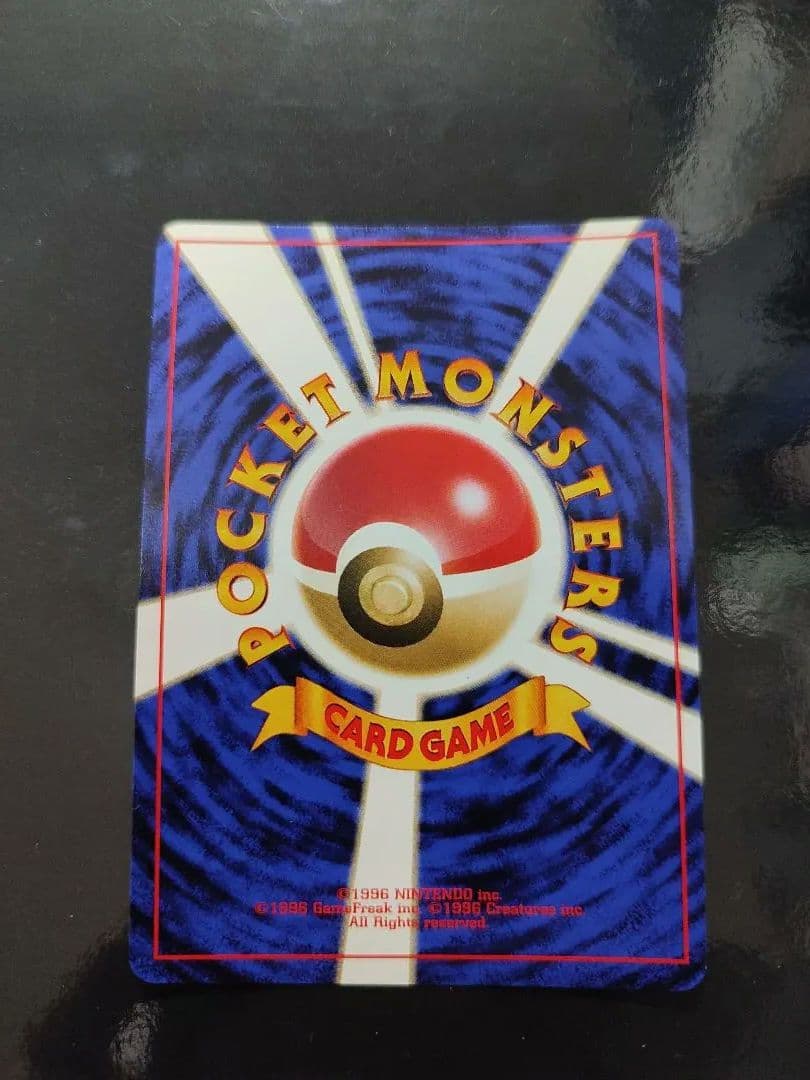 POCKET MONSTERS
CARD GAME
©1996 NINTENDO inc.
©1996 GameFreak inc. ©1996 Creatures inc.
All Rights reserved.